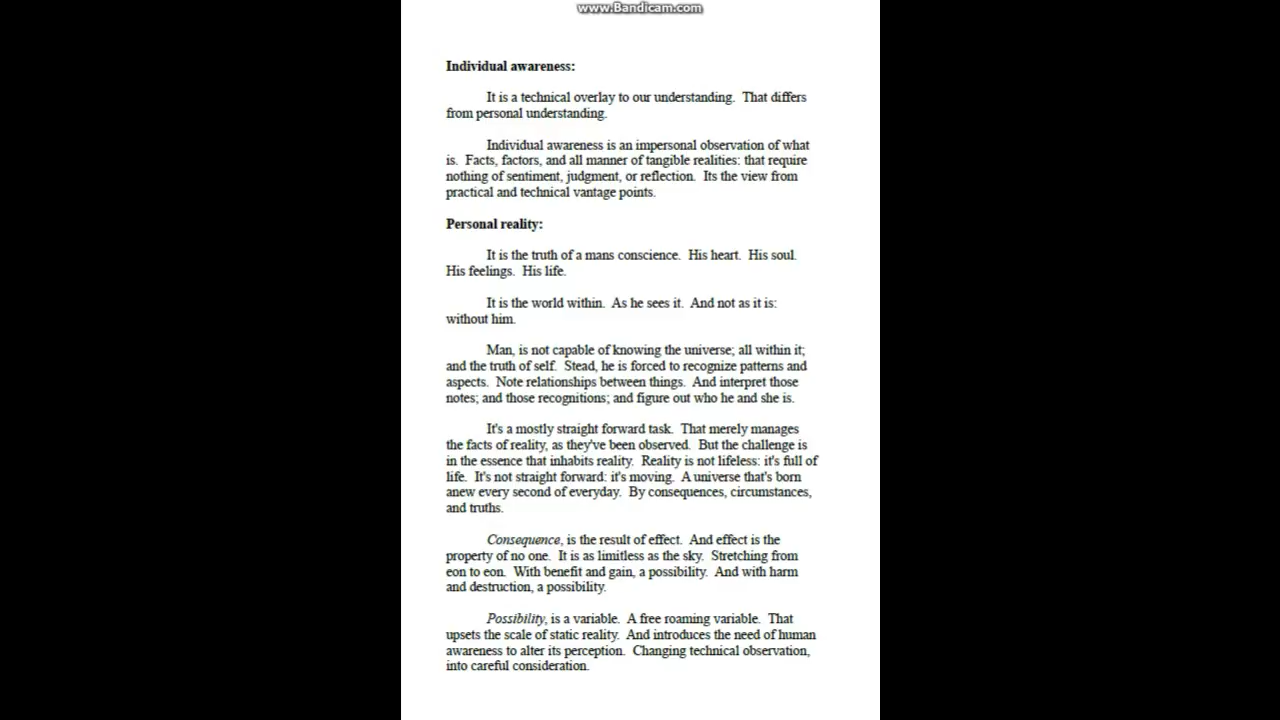 www.Bandicam.com
Individual awareness:
It is a technical overlay to our understanding. That differs
from personal understanding.
Individual awareness is an impersonal observation of what
is. Facts, factors, and all manner of tangible realities: that require
nothing of sentiment, judgment, or reflection. Its the view from
practical and technical vantage points.
Personal reality:
It is the truth of a mans conscience. His heart. His soul.
His feelings. His life.
It is the world within. As he sees it. And not as it is:
without him.
Man, is not capable of knowing the universe; all within it;
and the truth of self. Stead, he is forced to recognize patterns and
aspects. Note relationships between things. And interpret those
notes; and those recognitions; and figure out who he and she is.
It's a mostly straight forward task. That merely manages
the facts of reality, as they've been observed. But the challenge is
in the essence that inhabits reality. Reality is not lifeless: it's full of
life. It's not straight forward: it's moving. A universe that's born
anew every second of everyday. By consequences, circumstances,
and truths.
Consequence, is the result of effect. And effect is the
property of no one. It is as limitless as the sky. Stretching from
eon to eon. With benefit and gain, a possibility. And with harm
and destruction, a possibility.
Possibility, is a variable. A free roaming variable. That
upsets the scale of static reality. And introduces the need of human
awareness to alter its perception. Changing technical observation,
into careful consideration.